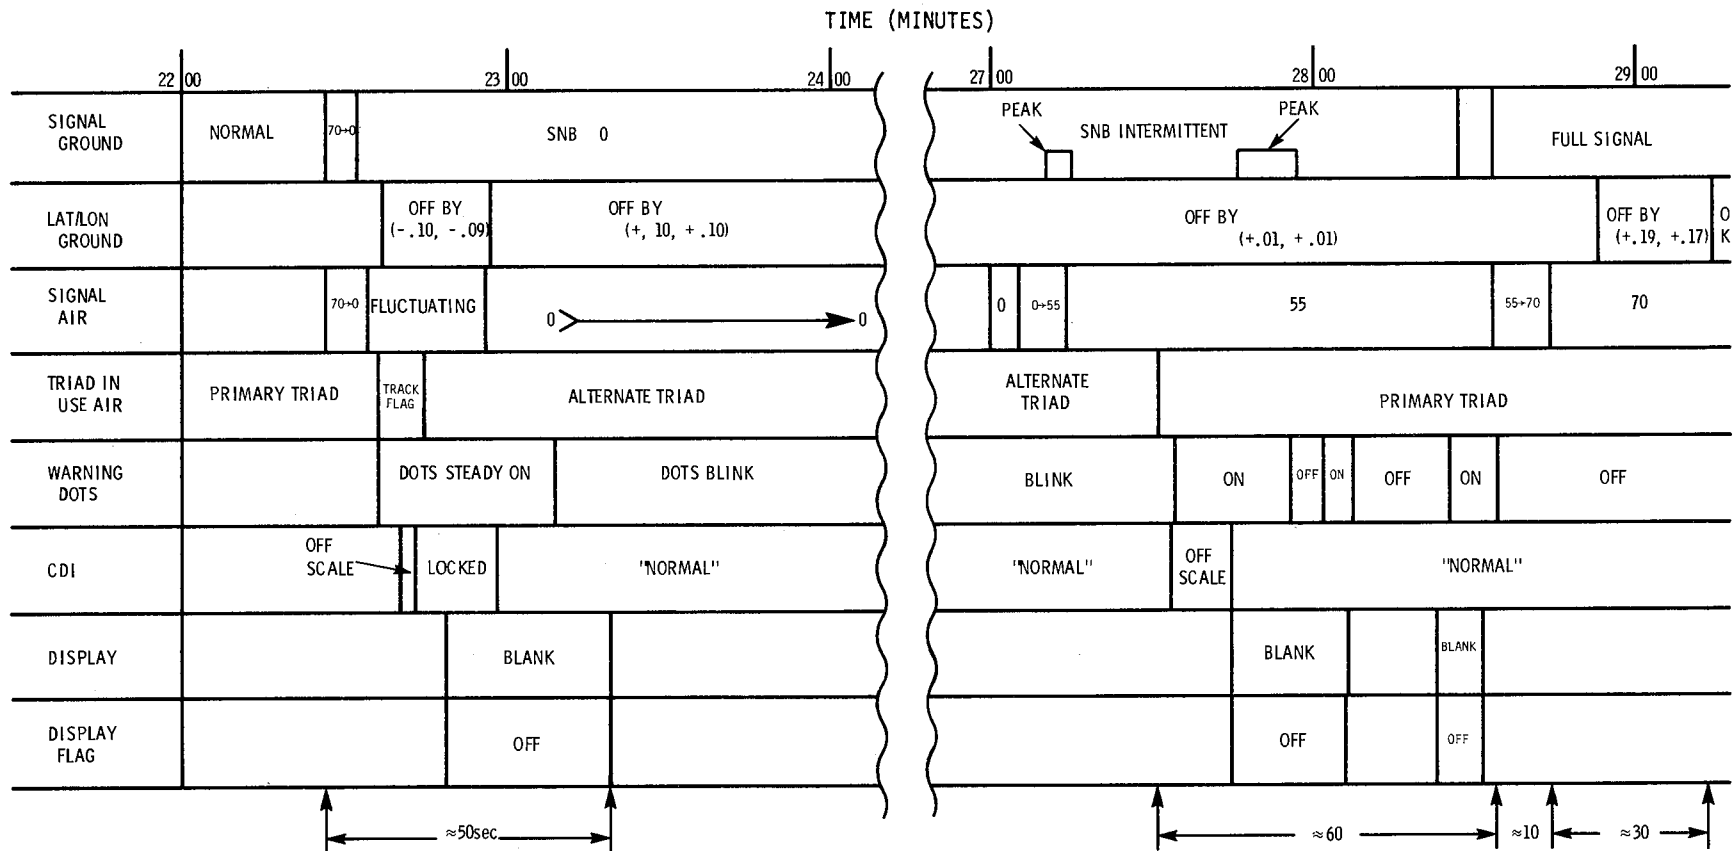 TIME (MINUTES)
22 00 23 00 24 00 27 00 28 00 29 00
SIGNAL
GROUND
NORMAL
70→0
SNB 0
PEAK
SNB INTERMITTENT
PEAK
FULL SIGNAL
LAT/LON
GROUND
OFF BY
(-.10, -.09)
OFF BY
(+, 10, +.10)
OFF BY
(+.01, +.01)
OFF BY
(+.19, +.17)
O
K
SIGNAL
AIR
70→0
FLUCTUATING
0
0
0
0→55
55
55→70
70
TRIAD IN
USE AIR
PRIMARY TRIAD
TRACK
FLAG
ALTERNATE TRIAD
ALTERNATE
TRIAD
PRIMARY TRIAD
WARNING
DOTS
DOTS STEADY ON
DOTS BLINK
BLINK
ON
OFF
ON
OFF
ON
OFF
CDI
OFF
SCALE
LOCKED
"NORMAL"
"NORMAL"
OFF
SCALE
"NORMAL"
DISPLAY
BLANK
BLANK
BLANK
DISPLAY
FLAG
OFF
OFF
OFF
≈50sec
≈60
≈10
≈30